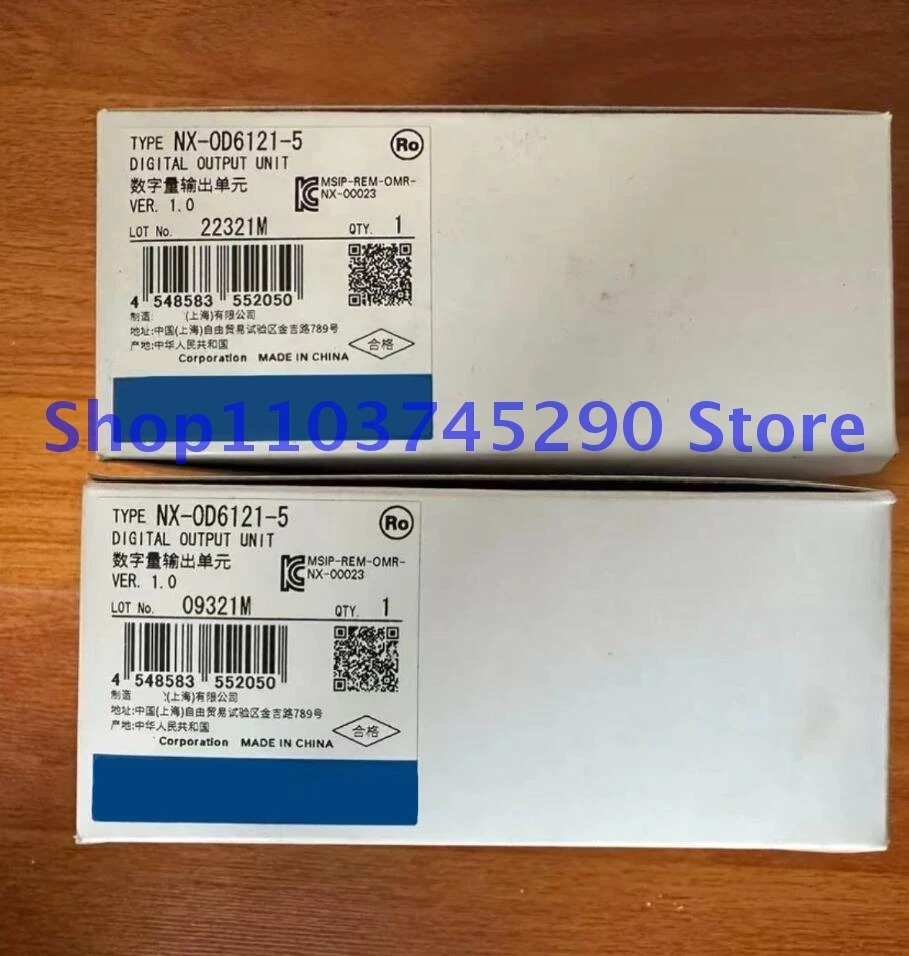 TYPE NX-OD6121-5
Ro
DIGITAL OUTPUT UNIT
数字量输出单元
MSIP-REM-OMR-
NX-00023
VER. 1.0
LOT No. 22321M QTY. 1
4 548583 552050
制造: (上海)有限公司
地址:中国(上海)自由贸易试验区金吉路789号
产地:中华人民共和国
合格
Corporation MADE IN CHINA
Shop1103745290 Store
TYPE NX-OD6121-5
Ro
DIGITAL OUTPUT UNIT
数字量输出单元
MSIP-REM-OMR-
NX-00023
VER. 1.0
LOT No. 09321M QTY. 1
4 548583 552050
制造 (上海)有限公司
地址:中国(上海)自由贸易试验区金吉路789号
产地:中华人民共和国
合格
Corporation MADE IN CHINA